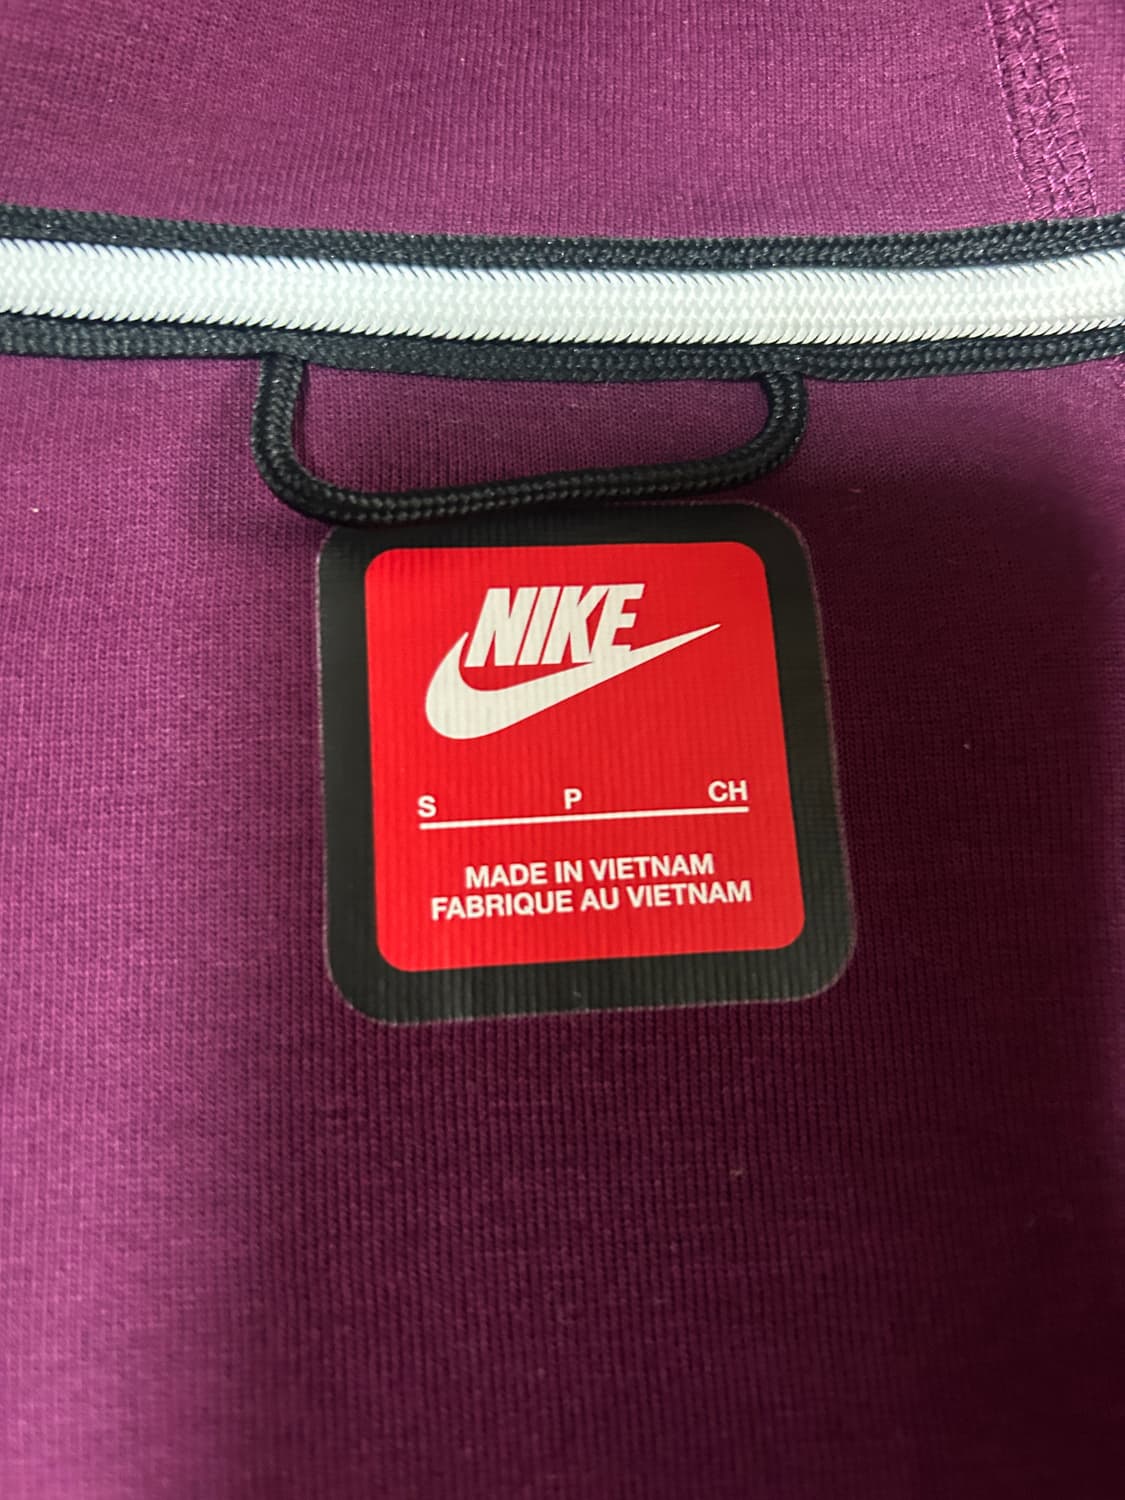 NIKE
S P CH
MADE IN VIETNAM
FABRIQUE AU VIETNAM